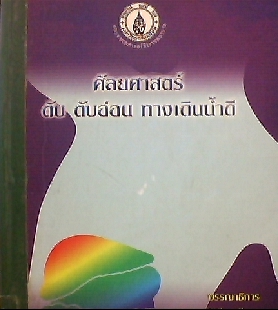 ศัลยศาสตร์
ตับ ตับอ่อน ทางเดินน้ำดี
บรรณาธิการ